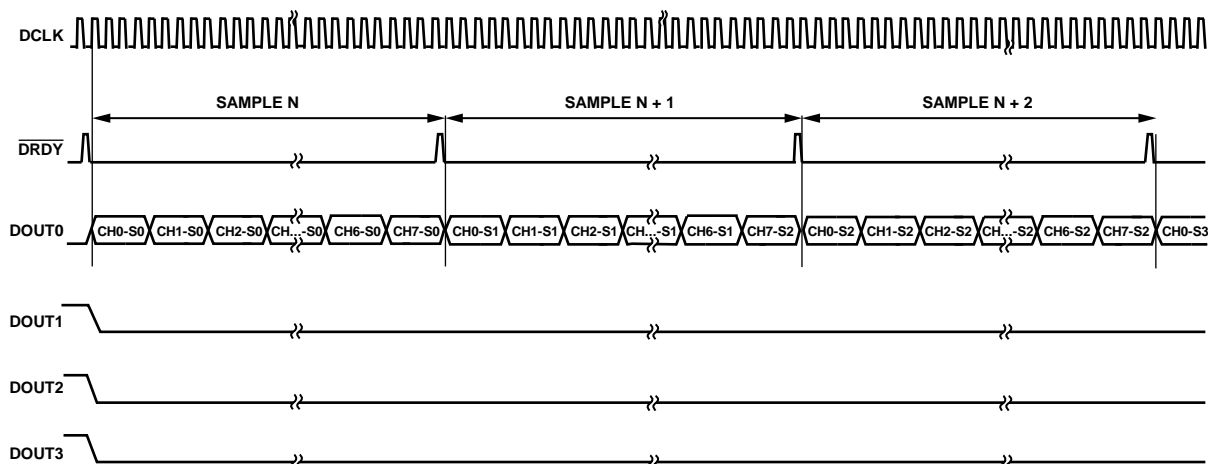 DCLK
SAMPLE N SAMPLE N + 1 SAMPLE N + 2
DRDY
DOUT0 CH0-S0 CH1-S0 CH2-S0 CH...-S0 CH6-S0 CH7-S0 CH0-S1 CH1-S1 CH2-S1 CH...-S1 CH6-S1 CH7-S2 CH0-S2 CH1-S2 CH2-S2 CH...-S2 CH6-S2 CH7-S2 CH0-S3
DOUT1
DOUT2
DOUT3